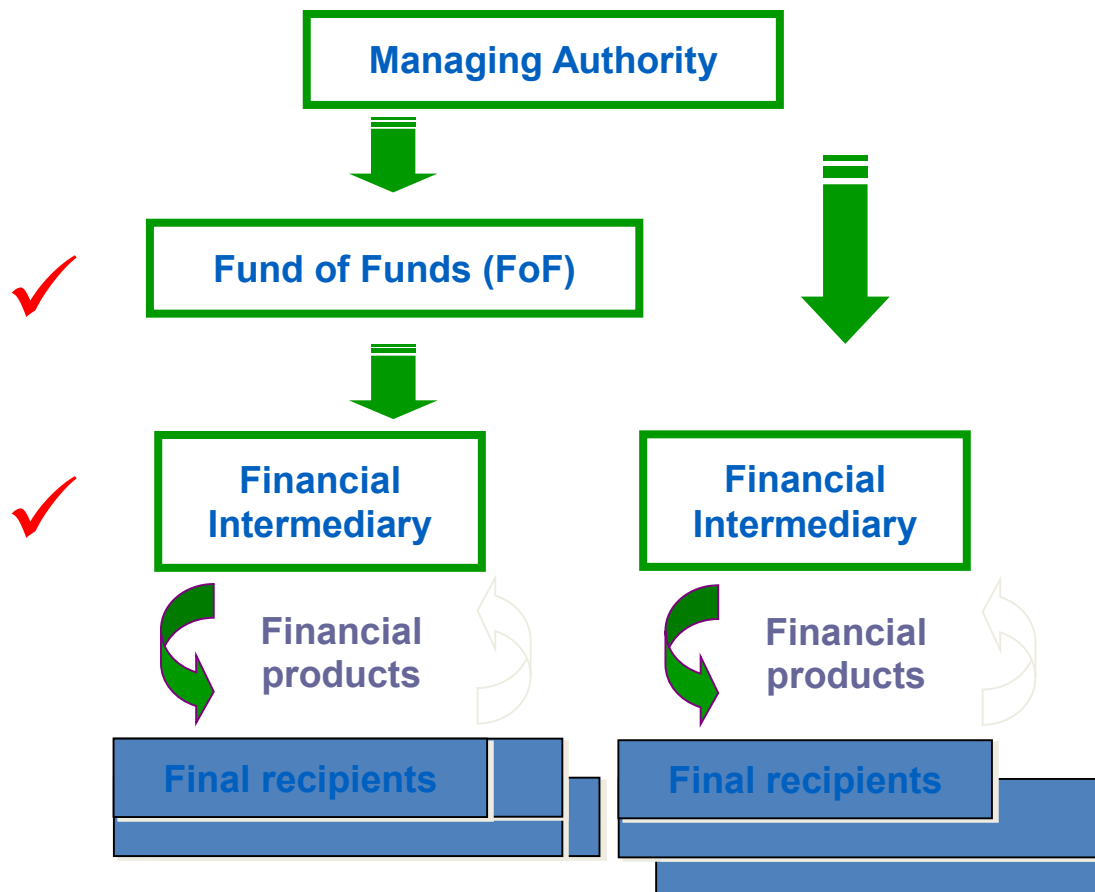 Managing Authority
Fund of Funds (FoF)
Financial
Intermediary
Financial
Intermediary
Financial
products
Financial
products
Final recipients
Final recipients